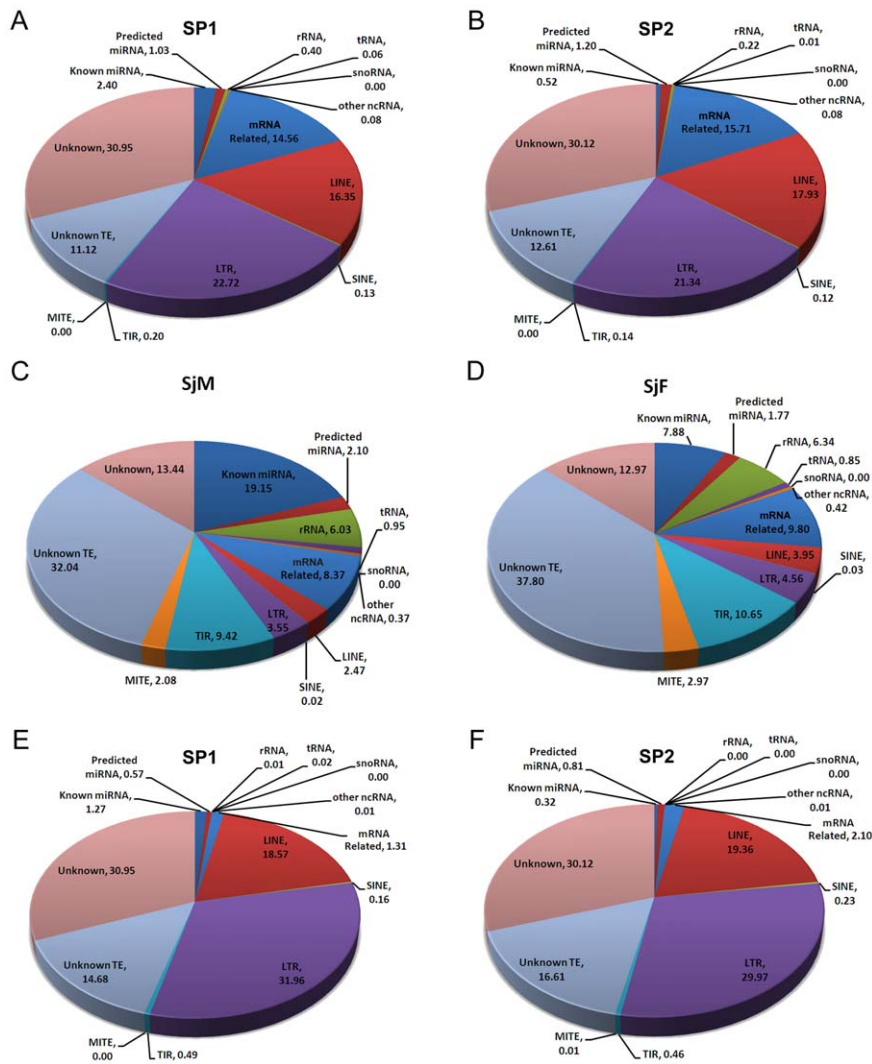 A
SP1
Predicted
miRNA, 1.03
Known miRNA,
2.40
rRNA,
0.40
tRNA,
0.06
snoRNA,
0.00
other ncRNA,
0.08
mRNA
Related, 14.56
LINE,
16.35
SINE,
0.13
LTR,
22.72
TIR, 0.20
MITE,
0.00
Unknown TE,
11.12
Unknown, 30.95
B
SP2
Predicted
miRNA, 1.20
Known miRNA,
0.52
rRNA,
0.22
tRNA,
0.01
snoRNA,
0.00
other ncRNA,
0.08
mRNA
Related, 15.71
LINE,
17.93
SINE,
0.12
LTR,
21.34
TIR, 0.14
MITE,
0.00
Unknown TE,
12.61
Unknown, 30.12
C
SjM
Known miRNA,
19.15
Predicted
miRNA, 2.10
rRNA, 6.03
tRNA,
0.95
snoRNA,
0.00
other
ncRNA, 0.37
mRNA
Related, 8.37
LINE,
2.47
SINE,
0.02
LTR,
3.55
TIR, 9.42
MITE, 2.08
Unknown TE,
32.04
Unknown, 13.44
D
SjF
Known miRNA,
7.88
Predicted
miRNA, 1.77
rRNA, 6.34
tRNA, 0.85
snoRNA, 0.00
other ncRNA,
0.42
mRNA
Related, 9.80
LINE, 3.95
SINE,
0.03
LTR, 4.56
TIR, 10.65
MITE, 2.97
Unknown TE,
37.80
Unknown, 12.97
E
SP1
Predicted
miRNA, 0.57
Known miRNA,
1.27
rRNA,
0.01
tRNA,
0.02
snoRNA,
0.00
other ncRNA,
0.01
mRNA
Related, 1.31
LINE,
18.57
SINE,
0.16
LTR,
31.96
TIR, 0.49
MITE,
0.00
Unknown TE,
14.68
Unknown, 30.95
F
SP2
Predicted
miRNA, 0.81
Known miRNA,
0.32
rRNA,
0.00
tRNA,
0.00
snoRNA,
0.00
other ncRNA,
0.01
mRNA
Related, 2.10
LINE,
19.36
SINE,
0.23
LTR,
29.97
TIR, 0.46
MITE,
0.01
Unknown TE,
16.61
Unknown, 30.12